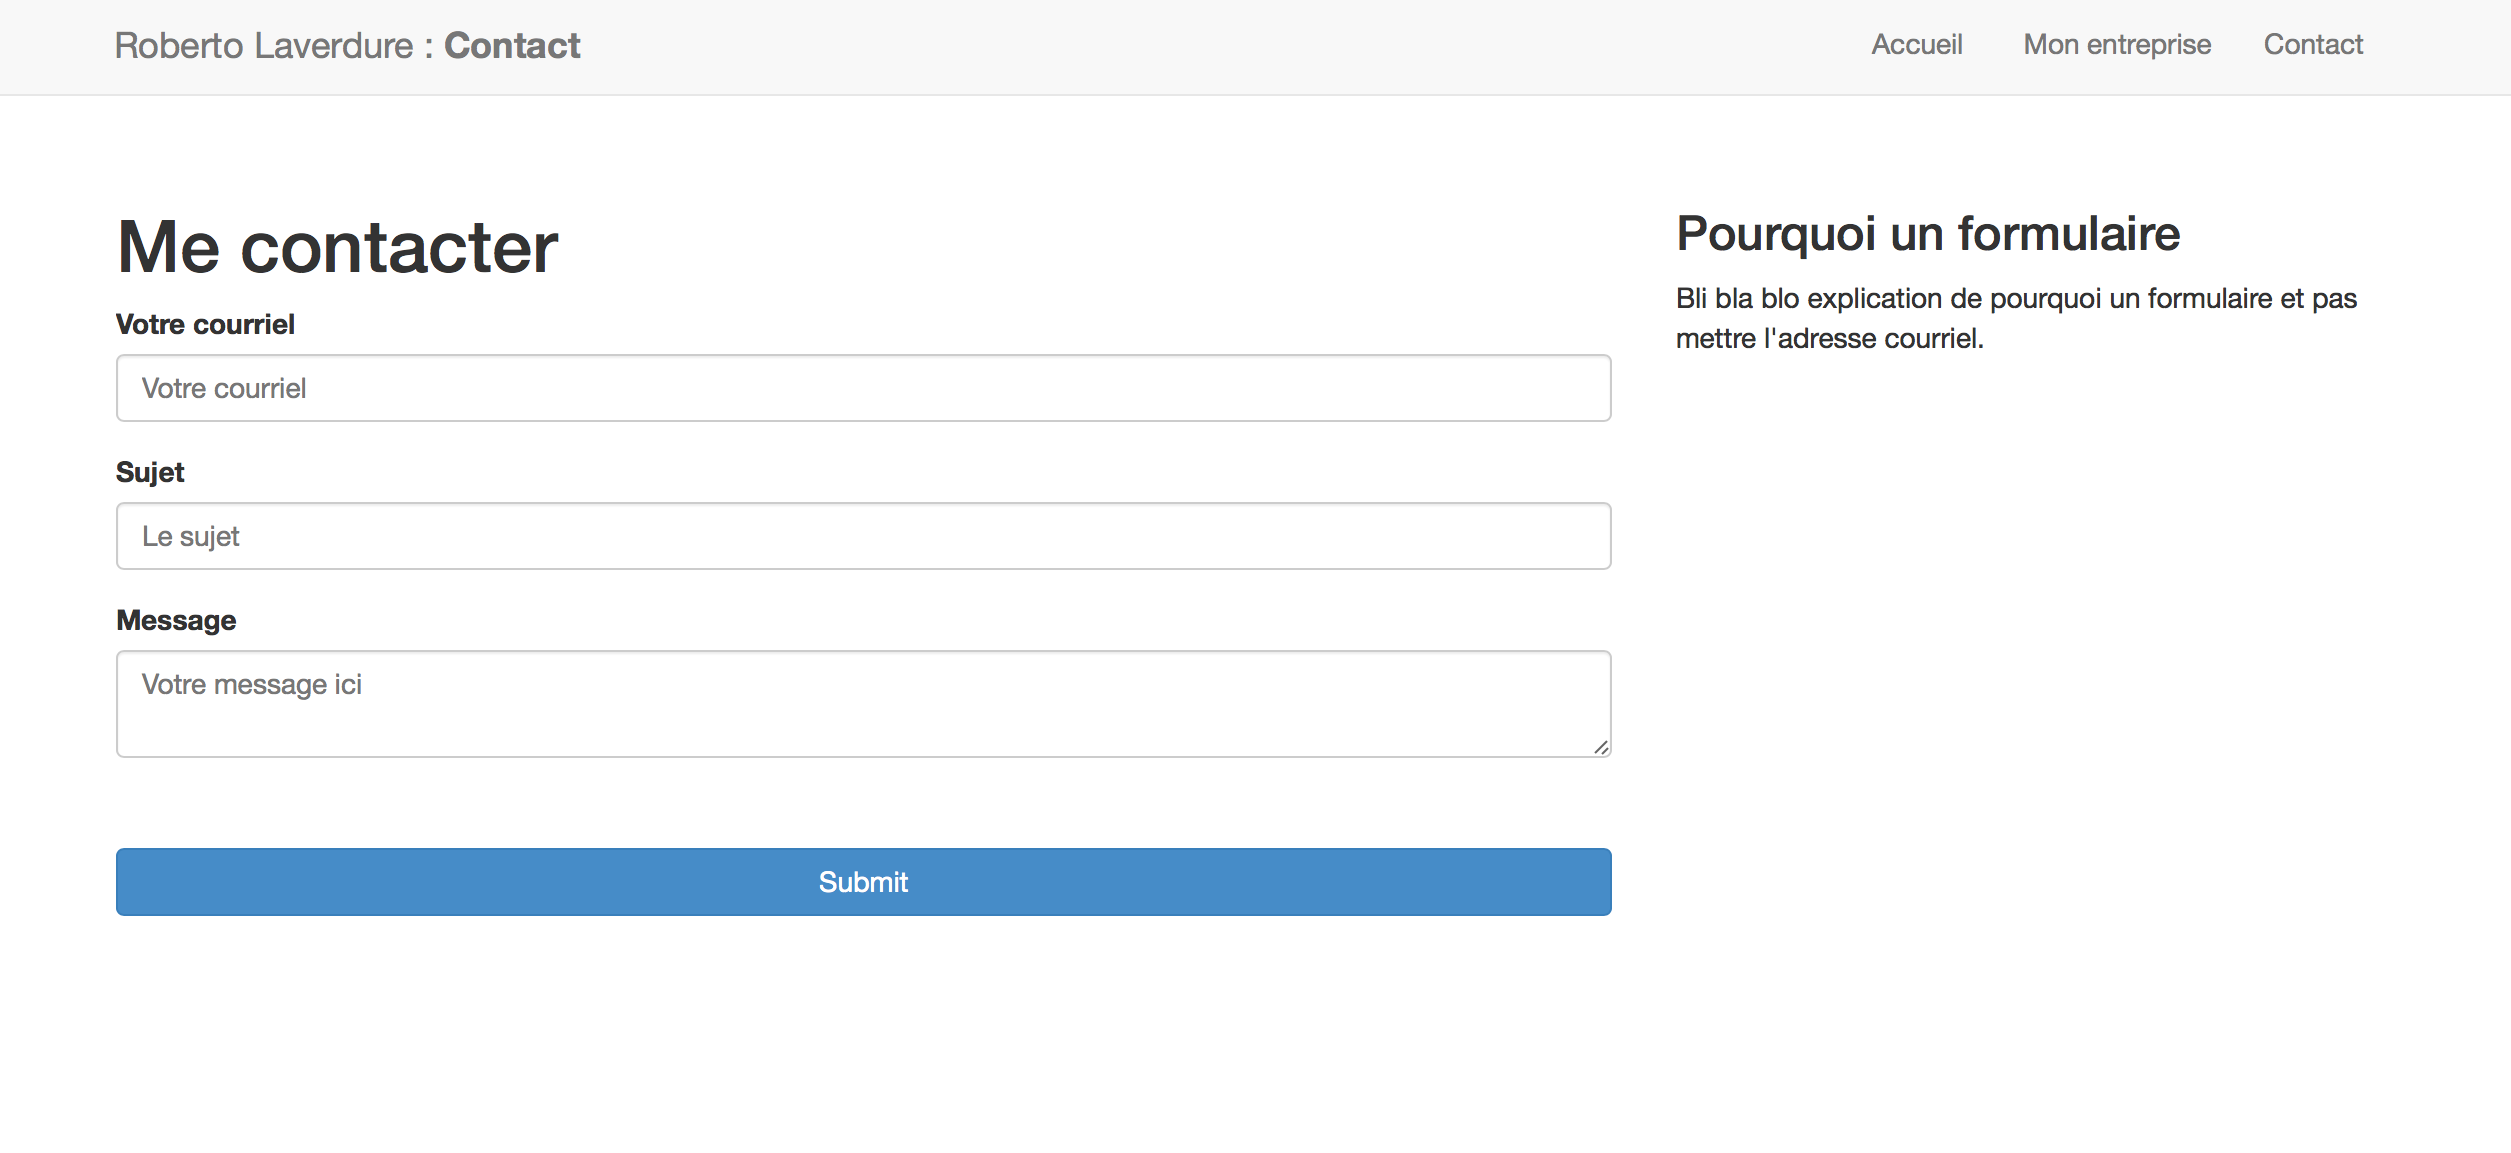 Roberto Laverdure : Contact
Accueil Mon entreprise Contact
Me contacter
Votre courriel
Votre courriel
Sujet
Le sujet
Message
Votre message ici
Submit
Pourquoi un formulaire
Bli bla blo explication de pourquoi un formulaire et pas
mettre l'adresse courriel.